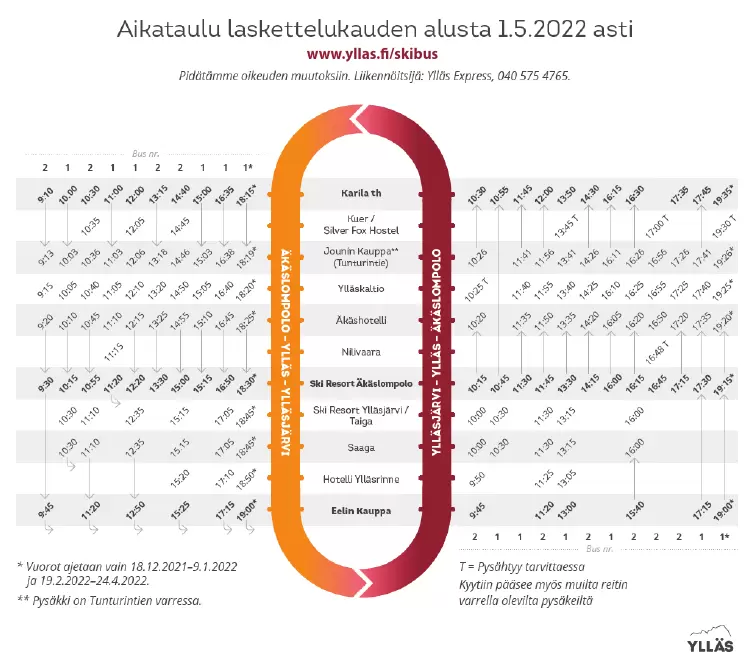 Aikataulu laskettelukauden alusta 1.5.2022 asti
www.yllas.fi/skibus
Pidätämme oikeuden muutoksiin. Liikennöitsijä: Ylläs Express, 040 575 4765.
Bus nr.
2 1 2 1 1 2 2 1 1 1*
9:10 10:00 10:30 11:00 12:00 13:15 14:40 15:00 16:35 18:15* Karila th 10:30 10:55 11:45 12:00 13:50 14:30 16:15 16:30 17:35 17:45 19:35*
10:35 12:05 14:45 Kuer / 13:45 T 17:00 T 19:30 T
Silver Fox Hostel
9:13 10:03 10:36 11:03 12:06 13:18 14:46 15:03 16:38 18:19* Jounin Kauppa** 10:26 11:41 11:56 13:41 14:26 16:11 16:26 16:56 17:26 17:41 19:26*
(Tunturintie)
9:15 10:05 10:40 11:05 12:10 13:20 14:50 15:05 16:40 18:20* Ylläskaltio 10:25 T 11:40 11:55 13:40 14:25 16:10 16:25 16:55 17:25 17:40 19:25*
9:20 10:10 10:45 11:10 12:15 13:25 14:55 15:10 16:45 18:25* Äkäshotelli 10:20 11:35 11:50 13:35 14:20 16:05 16:20 16:50 17:20 17:35 19:20*
11:15 Nilivaara 16:48 T
9:30 10:15 10:55 11:20 12:20 13:30 15:00 15:15 16:50 18:30* Ski Resort Äkäslompolo 10:15 10:45 11:30 11:45 13:30 14:15 16:00 16:15 16:45 17:15 17:30 19:15*
10:30 11:10 12:35 15:15 17:05 18:45* Ski Resort Ylläsjärvi / 10:00 10:30 11:30 13:15 16:00
Taiga
10:30 11:10 12:35 15:15 17:05 18:45* Saaga 10:00 10:30 11:30 13:15 16:00
15:20 17:10 18:50* Hotelli Ylläsrinne 9:50 11:25 13:05
9:45 11:20 12:50 15:25 17:15 19:00* Eelin Kauppa 9:45 11:20 13:00 15:40 17:15 19:00*
ÄKÄSLOMPOLO – YLLÄS – YLLÄSJÄRVI
YLLÄSJÄRVI – YLLÄS – ÄKÄSLOMPOLO
2 1 1 2 1 1 1 2 2 2 1 1*
Bus nr.
* Vuorot ajetaan vain 18.12.2021–9.1.2022
ja 19.2.2022–24.4.2022.
** Pysäkki on Tunturintien varressa.
T = Pysähtyy tarvittaessa
Kyytiin pääsee myös muilta reitin
varrella olevilta pysäkeiltä
YLLÄS